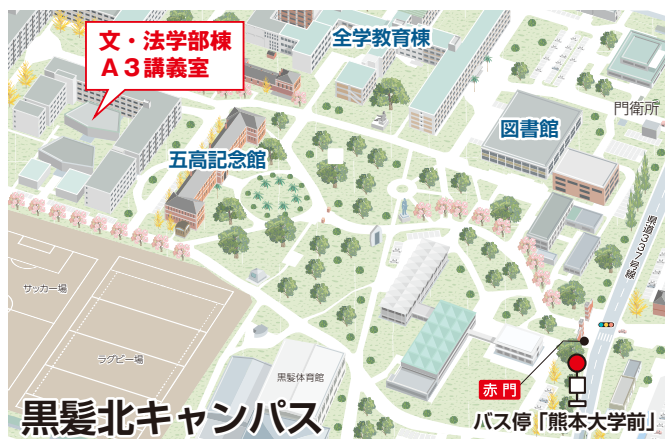 文・法学部棟
A3講義室
全学教育棟
門衛所
図書館
五高記念館
県道337号線
サッカー場
ラグビー場
黒髪体育館
赤門
黒髪北キャンパス
バス停「熊本大学前」